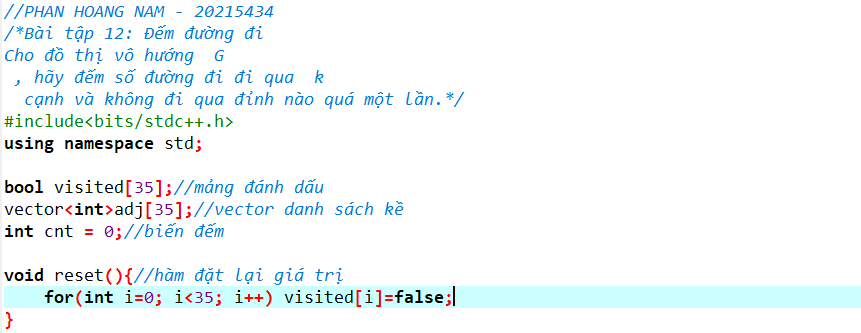 //PHAN HOANG NAM - 20215434
/*Bài tập 12: Đếm đường đi
Cho đồ thị vô hướng  G
 , hãy đếm số đường đi đi qua  k
  cạnh và không đi qua đỉnh nào quá một lần.*/
#include<bits/stdc++.h>
using namespace std;

bool visited[35];//mảng đánh dấu
vector<int>adj[35];//vector danh sách kề
int cnt = 0;//biến đếm

void reset(){//hàm đặt lại giá trị
    for(int i=0; i<35; i++) visited[i]=false;
}